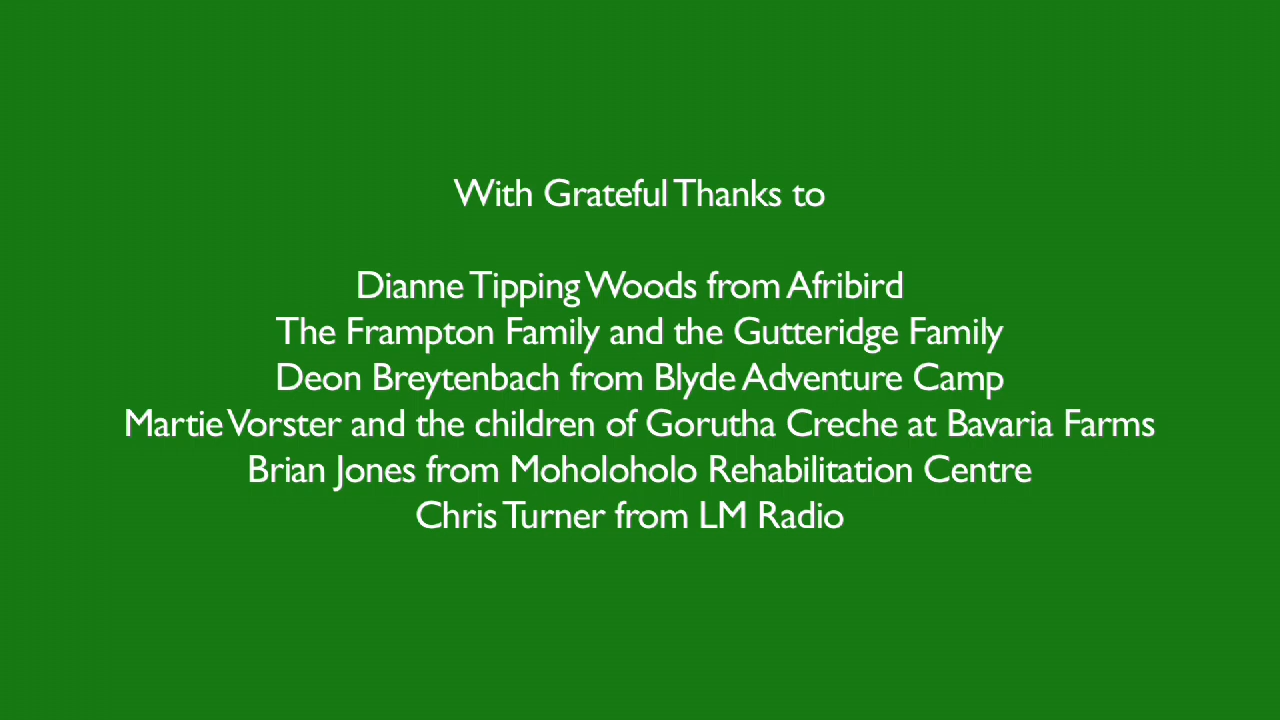 With Grateful Thanks to
Dianne Tipping Woods from Afribird
The Frampton Family and the Gutteridge Family
Deon Breytenbach from Blyde Adventure Camp
Martie Vorster and the children of Gorutha Creche at Bavaria Farms
Brian Jones from Moholoholo Rehabilitation Centre
Chris Turner from LM Radio